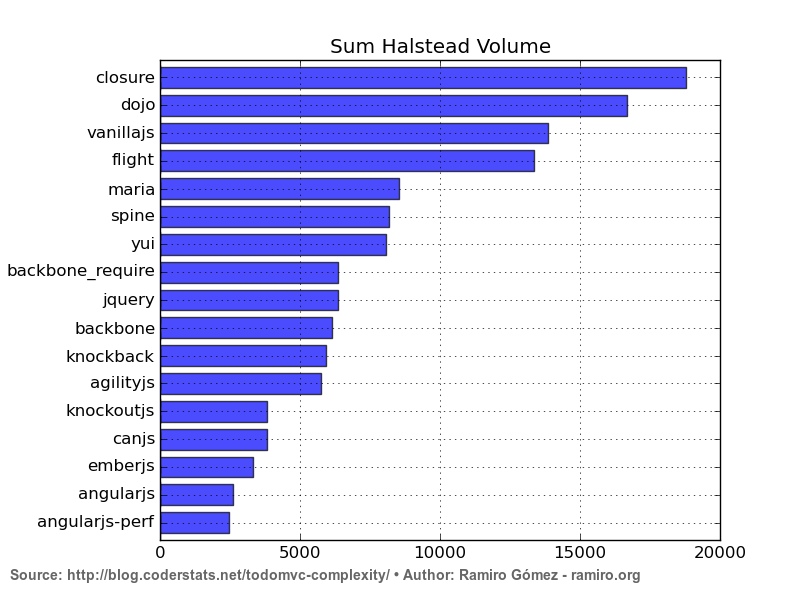 Sum Halstead Volume
closure
dojo
vanillajs
flight
maria
spine
yui
backbone_require
jquery
backbone
knockback
agilityjs
knockoutjs
canjs
emberjs
angularjs
angularjs-perf
0 5000 10000 15000 20000
Source: http://blog.coderstats.net/todomvc-complexity/ • Author: Ramiro Gómez - ramiro.org